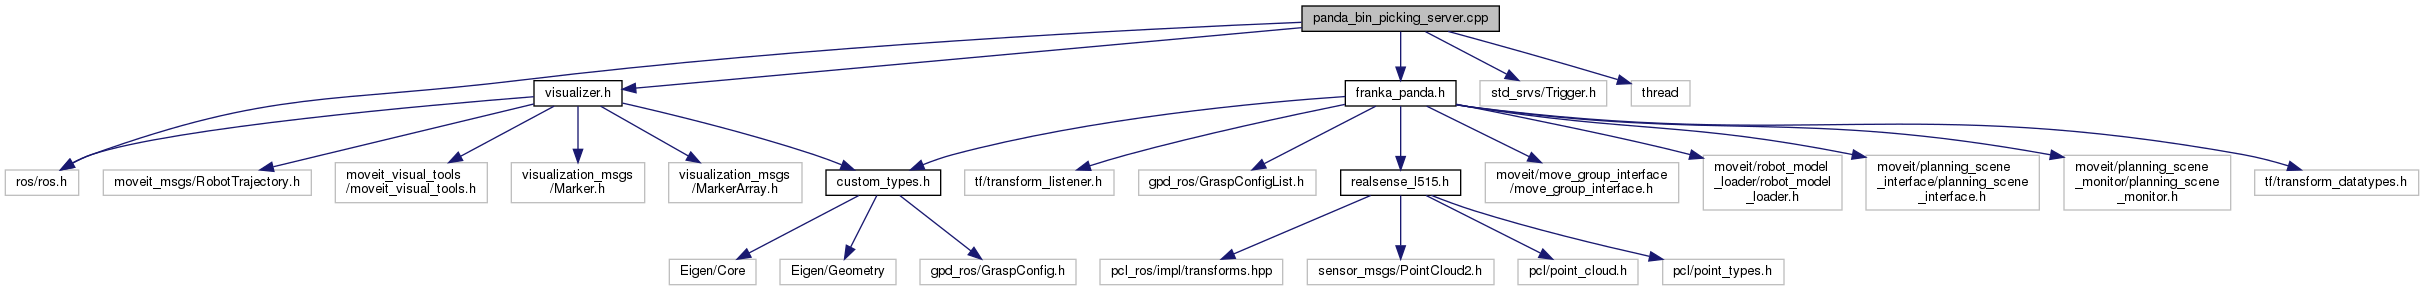 panda_bin_picking_server.cpp
visualizer.h
franka_panda.h
std_srvs/Trigger.h
thread
ros/ros.h
moveit_msgs/RobotTrajectory.h
moveit_visual_tools
/moveit_visual_tools.h
visualization_msgs
/Marker.h
visualization_msgs
/MarkerArray.h
custom_types.h
tf/transform_listener.h
gpd_ros/GraspConfigList.h
realsense_l515.h
moveit/move_group_interface
/move_group_interface.h
moveit/robot_model
_loader/robot_model
_loader.h
moveit/planning_scene
_interface/planning_scene
_interface.h
moveit/planning_scene
_monitor/planning_scene
_monitor.h
tf/transform_datatypes.h
Eigen/Core
Eigen/Geometry
gpd_ros/GraspConfig.h
pcl_ros/impl/transforms.hpp
sensor_msgs/PointCloud2.h
pcl/point_cloud.h
pcl/point_types.h